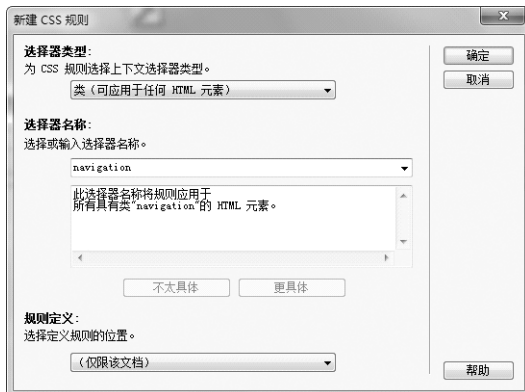 新建 CSS 规则
选择器类型:
为 CSS 规则选择上下文选择器类型。
类（可应用于任何 HTML 元素）
选择器名称:
选择或输入选择器名称。
navigation
此选择器名称将规则应用于
所有具有类“navigation”的 HTML 元素。
不太具体
更具体
规则定义:
选择定义规则的位置。
（仅限该文档）
确定
取消
帮助